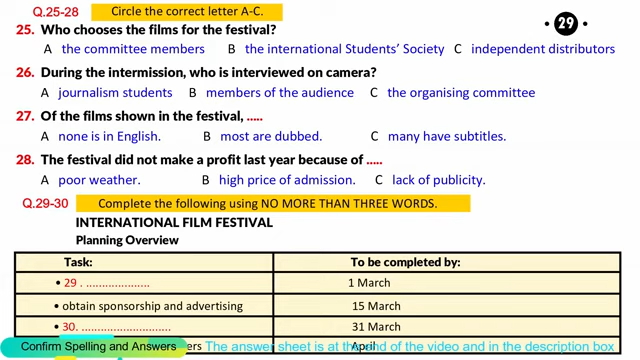 Q.25-28 Circle the correct letter A-C.
29
25. Who chooses the films for the festival?
A the committee members B the international Students' Society C independent distributors
26. During the intermission, who is interviewed on camera?
A journalism students B members of the audience C the organising committee
27. Of the films shown in the festival, .....
A none is in English. B most are dubbed. C many have subtitles.
28. The festival did not make a profit last year because of .....
A poor weather. B high price of admission. C lack of publicity.
Q.29-30 Complete the following using NO MORE THAN THREE WORDS.
INTERNATIONAL FILM FESTIVAL
Planning Overview
Task: To be completed by:
• 29 . .................... 1 March
• obtain sponsorship and advertising 15 March
• 30. ............................ 31 March
Confirm Spelling and Answers ers April
The answer sheet is at the end of the video and in the description box